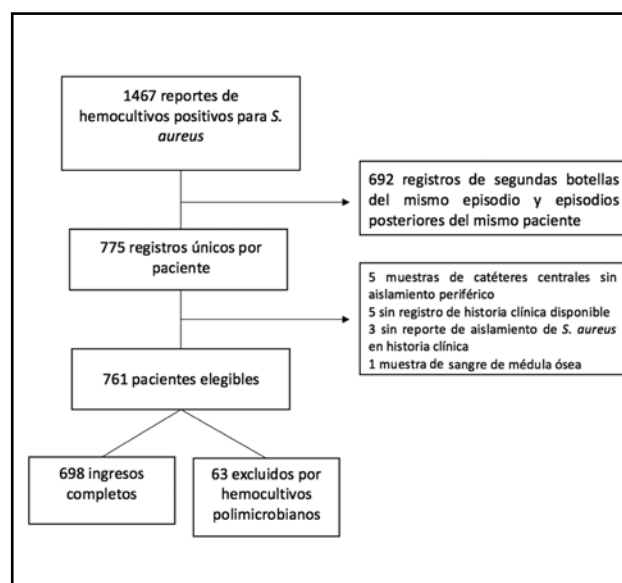 1467 reportes de
hemocultivos positivos para S.
aureus
692 registros de segundas botellas
del mismo episodio y episodios
posteriores del mismo paciente
775 registros únicos por
paciente
5 muestras de catéteres centrales sin
aislamiento periférico
5 sin registro de historia clínica disponible
3 sin reporte de aislamiento de S. aureus
en historia clínica
1 muestra de sangre de médula ósea
761 pacientes elegibles
698 ingresos
completos
63 excluidos por
hemocultivos
polimicrobianos